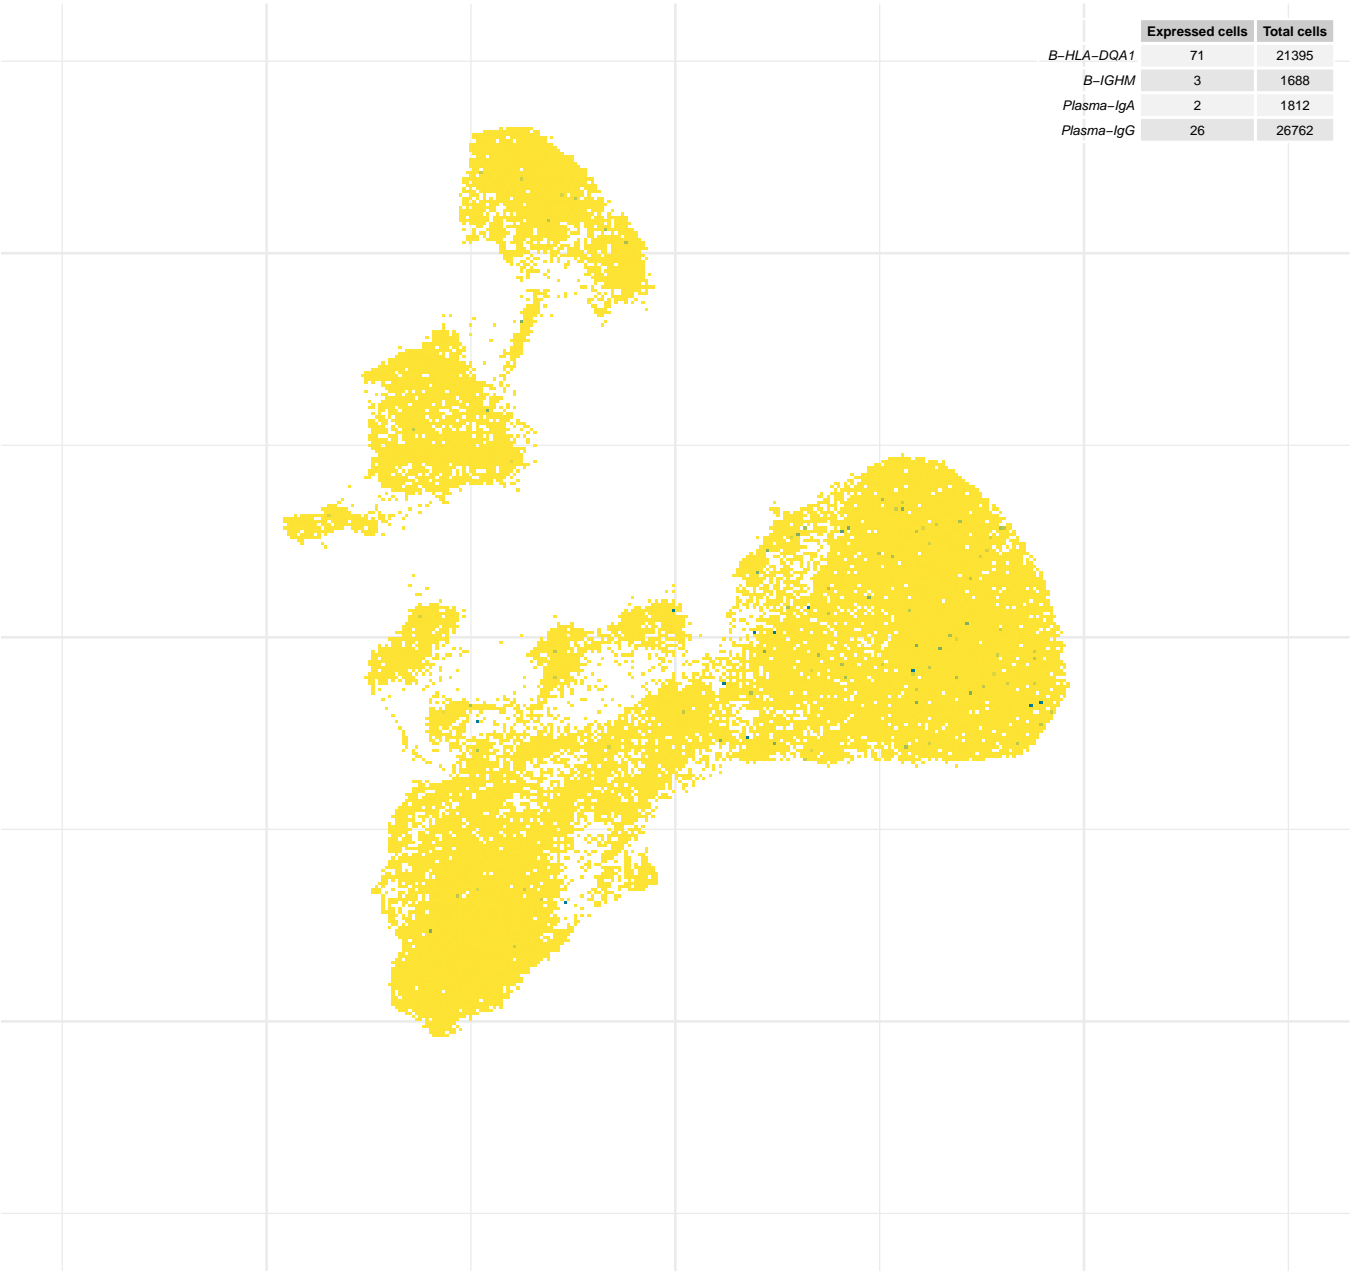 Expressed cells Total cells
B−HLA−DQA1 71 21395
B−IGHM 3 1688
Plasma−IgA 2 1812
Plasma−IgG 26 26762